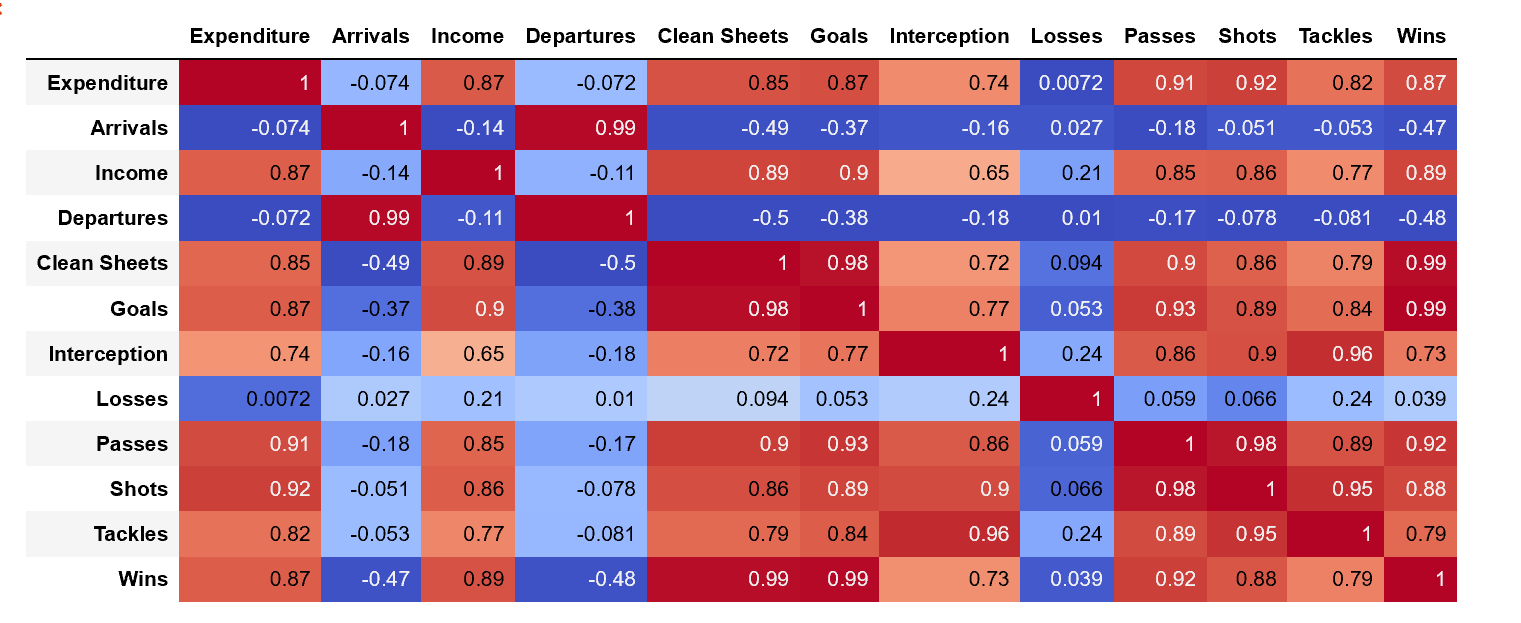 Expenditure Arrivals Income Departures Clean Sheets Goals Interception Losses Passes Shots Tackles Wins
Expenditure 1 -0.074 0.87 -0.072 0.85 0.87 0.74 0.0072 0.91 0.92 0.82 0.87
Arrivals -0.074 1 -0.14 0.99 -0.49 -0.37 -0.16 0.027 -0.18 -0.051 -0.053 -0.47
Income 0.87 -0.14 1 -0.11 0.89 0.9 0.65 0.21 0.85 0.86 0.77 0.89
Departures -0.072 0.99 -0.11 1 -0.5 -0.38 -0.18 0.01 -0.17 -0.078 -0.081 -0.48
Clean Sheets 0.85 -0.49 0.89 -0.5 1 0.98 0.72 0.094 0.9 0.86 0.79 0.99
Goals 0.87 -0.37 0.9 -0.38 0.98 1 0.77 0.053 0.93 0.89 0.84 0.99
Interception 0.74 -0.16 0.65 -0.18 0.72 0.77 1 0.24 0.86 0.9 0.96 0.73
Losses 0.0072 0.027 0.21 0.01 0.094 0.053 0.24 1 0.059 0.066 0.24 0.039
Passes 0.91 -0.18 0.85 -0.17 0.9 0.93 0.86 0.059 1 0.98 0.89 0.92
Shots 0.92 -0.051 0.86 -0.078 0.86 0.89 0.9 0.066 0.98 1 0.95 0.88
Tackles 0.82 -0.053 0.77 -0.081 0.79 0.84 0.96 0.24 0.89 0.95 1 0.79
Wins 0.87 -0.47 0.89 -0.48 0.99 0.99 0.73 0.039 0.92 0.88 0.79 1